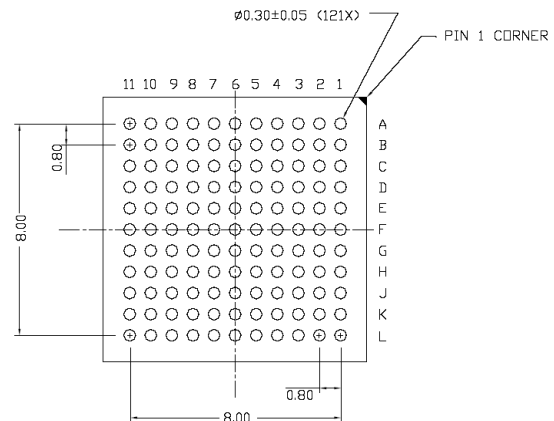 ø0.30±0.05 (121X)
PIN 1 CORNER
11 10 9 8 7 6 5 4 3 2 1
A
B
C
D
E
F
G
H
J
K
L
0.80
8.00
0.80
8.00